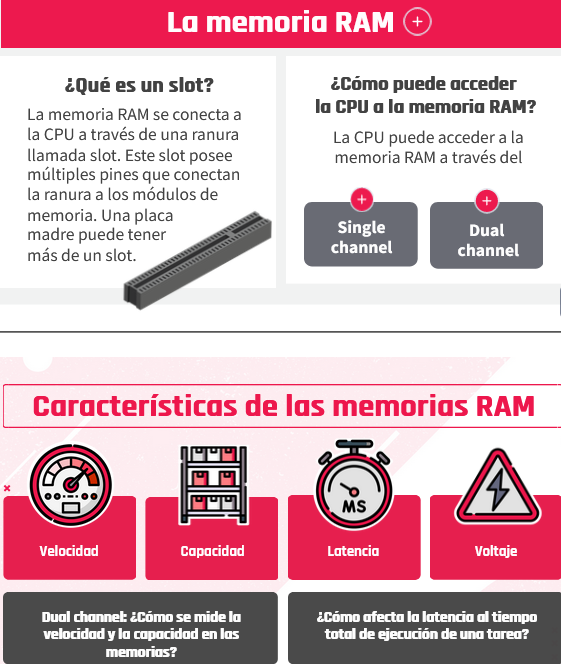 La memoria RAM +
¿Qué es un slot?
La memoria RAM se conecta a
la CPU a través de una ranura
llamada slot. Este slot posee
múltiples pines que conectan
la ranura a los módulos de
memoria. Una placa
madre puede tener
más de un slot.
¿Cómo puede acceder
la CPU a la memoria RAM?
La CPU puede acceder a la
memoria RAM a través del
+
Single
channel
+
Dual
channel
Características de las memorias RAM
Velocidad
Capacidad
MS
Latencia
Voltaje
Dual channel: ¿Cómo se mide la
velocidad y la capacidad en las
memorias?
¿Cómo afecta la latencia al tiempo
total de ejecución de una tarea?